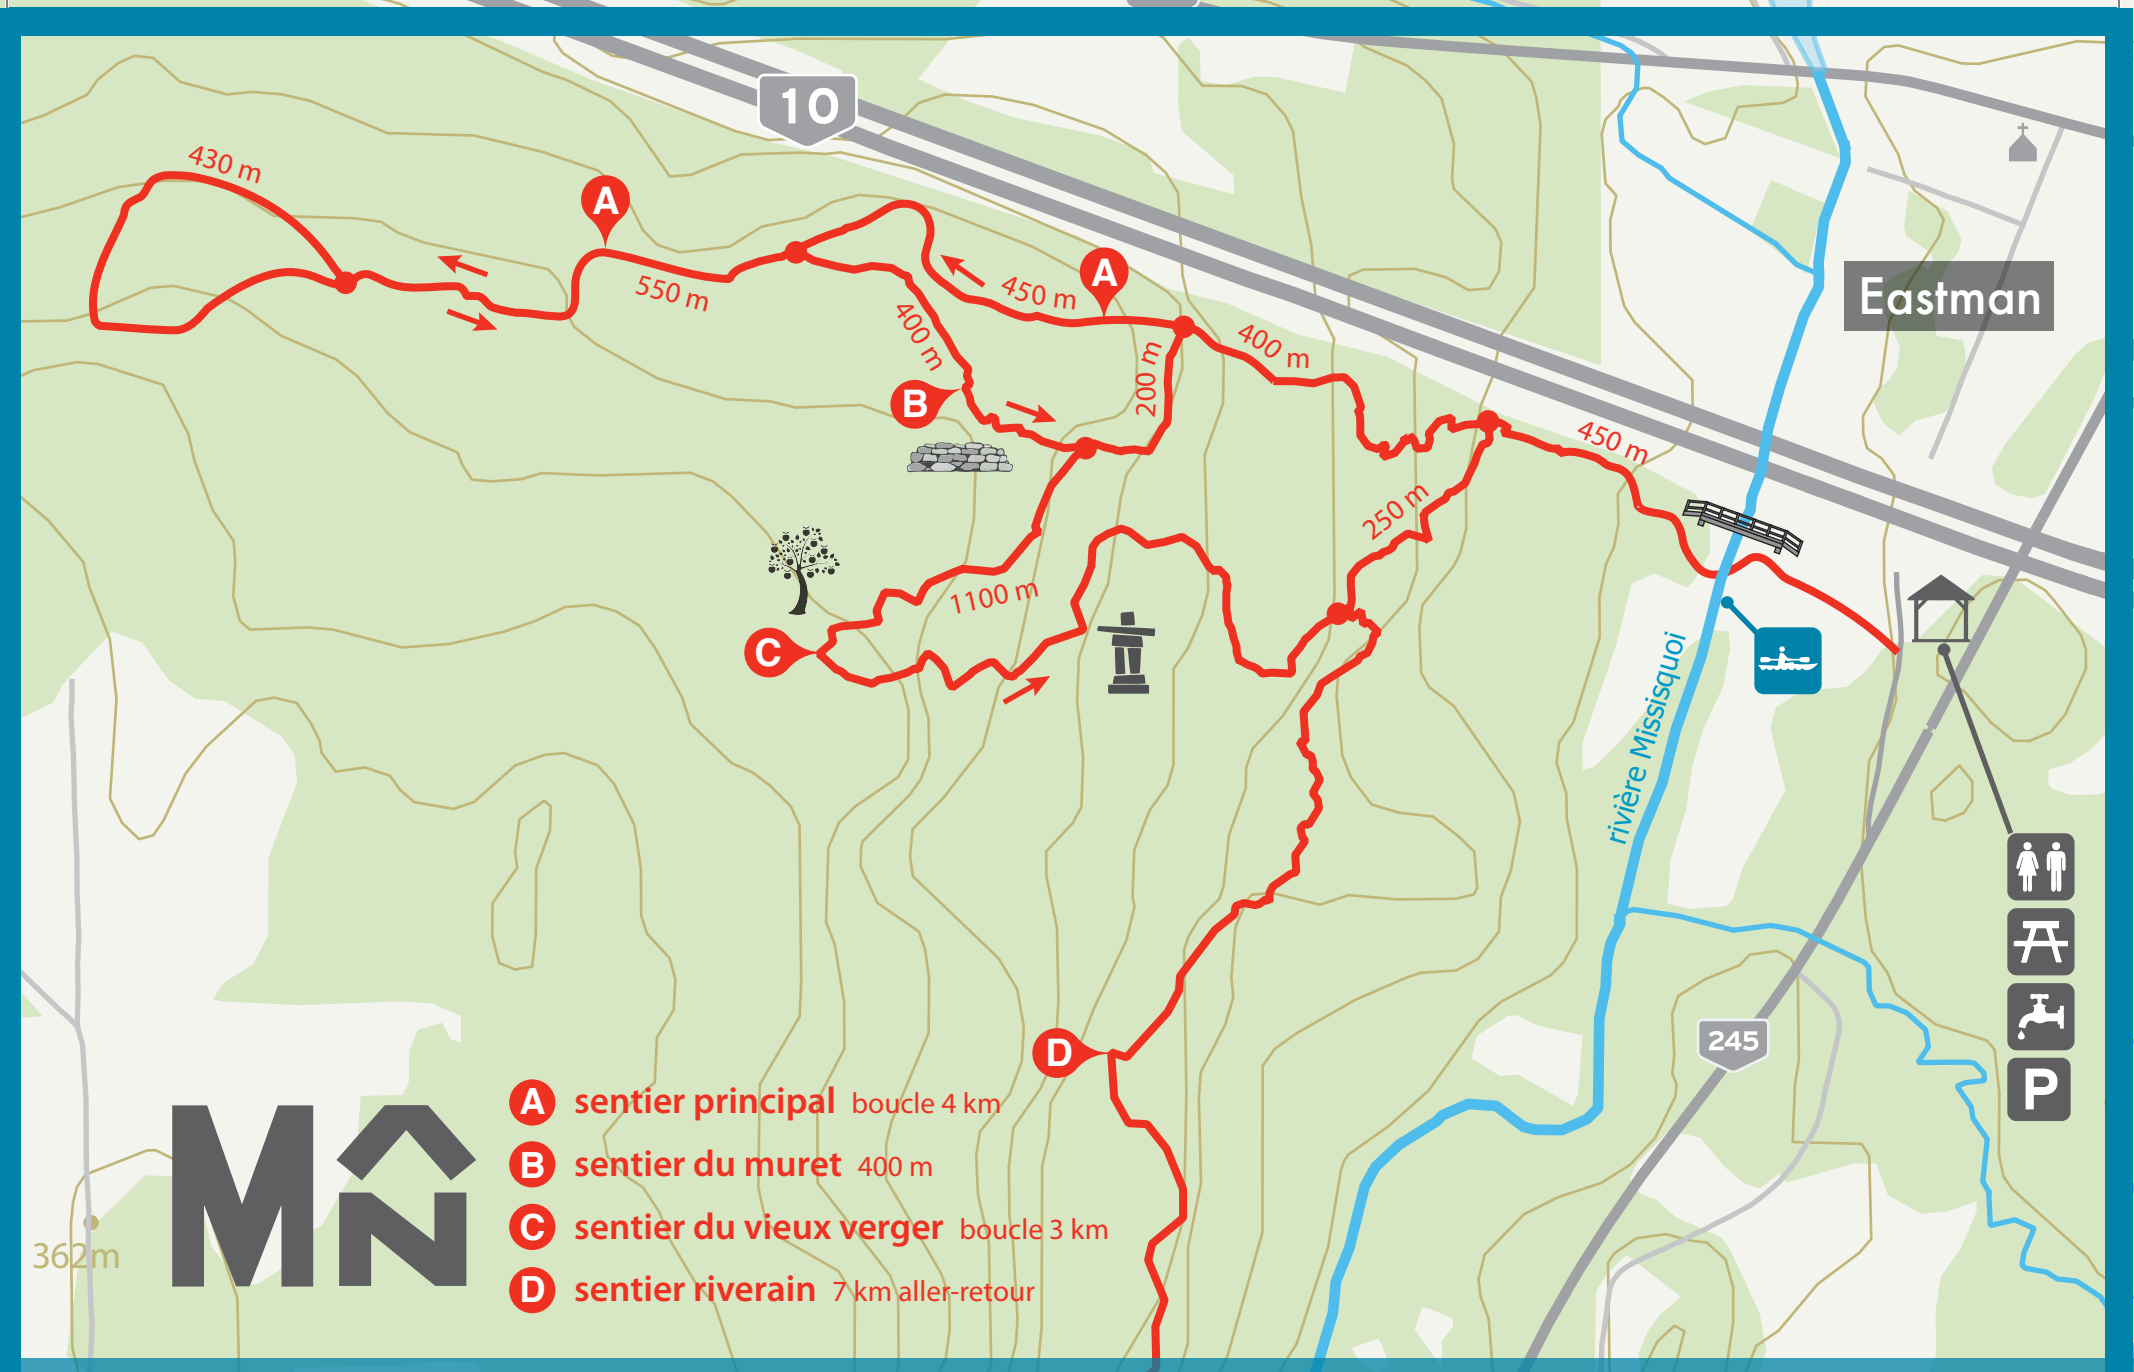 10
430 m
A
550 m
450 m
A
Eastman
400 m
400 m
200 m
B
450 m
250 m
1100 m
C
rivière Missisquoi
D
245
P
A sentier principal boucle 4 km
B sentier du muret 400 m
C sentier du vieux verger boucle 3 km
D sentier riverain 7 km aller-retour
362m
MN